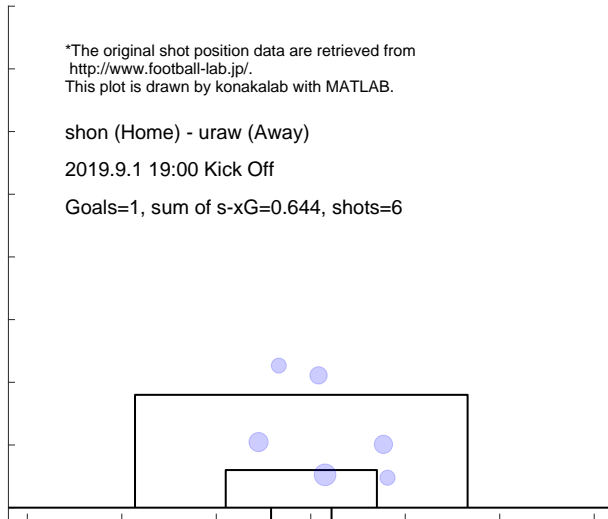 *The original shot position data are retrieved from
http://www.football-lab.jp/.
This plot is drawn by konakalab with MATLAB.
shon (Home) - uraw (Away)
2019.9.1 19:00 Kick Off
Goals=1, sum of s-xG=0.644, shots=6